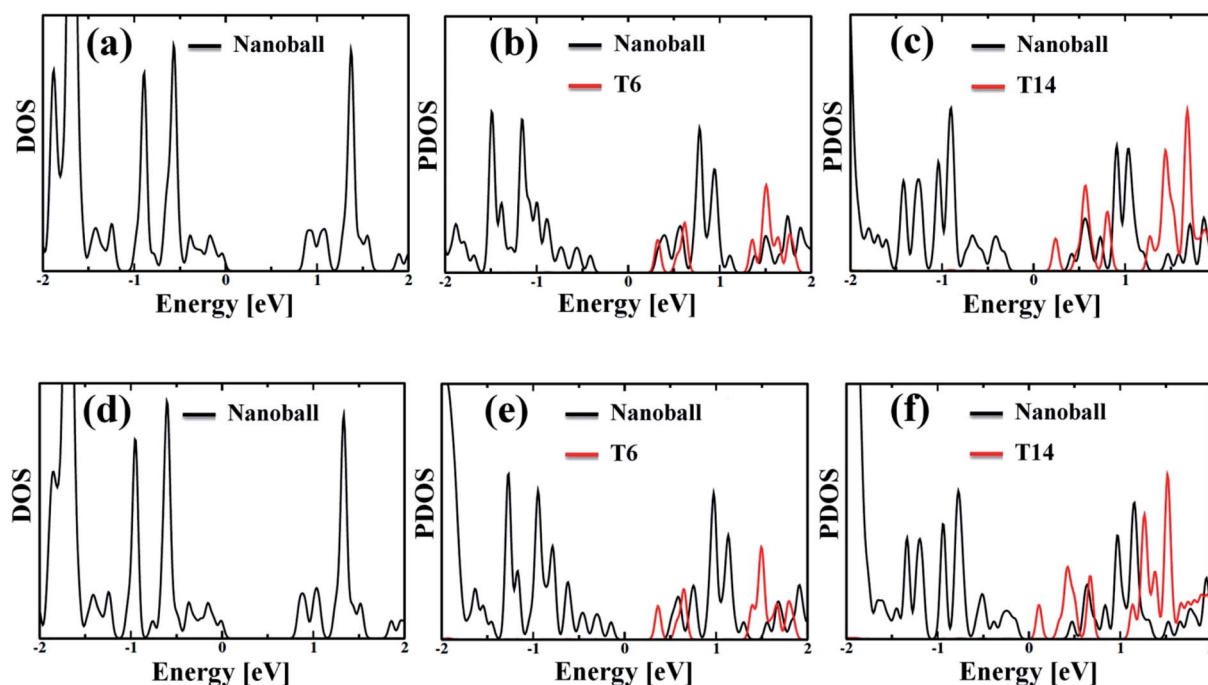 (a) Nanoball
DOS
-2 -1 0 1 2
Energy [eV]
(b) Nanoball
T6
PDOS
-2 -1 0 1 2
Energy [eV]
(c) Nanoball
T14
PDOS
-2 -1 0 1
Energy [eV]
(d) Nanoball
DOS
-2 -1 0 1 2
Energy [eV]
(e) Nanoball
T6
PDOS
-2 -1 0 1 2
Energy [eV]
(f) Nanoball
T14
PDOS
-2 -1 0 1
Energy [eV]